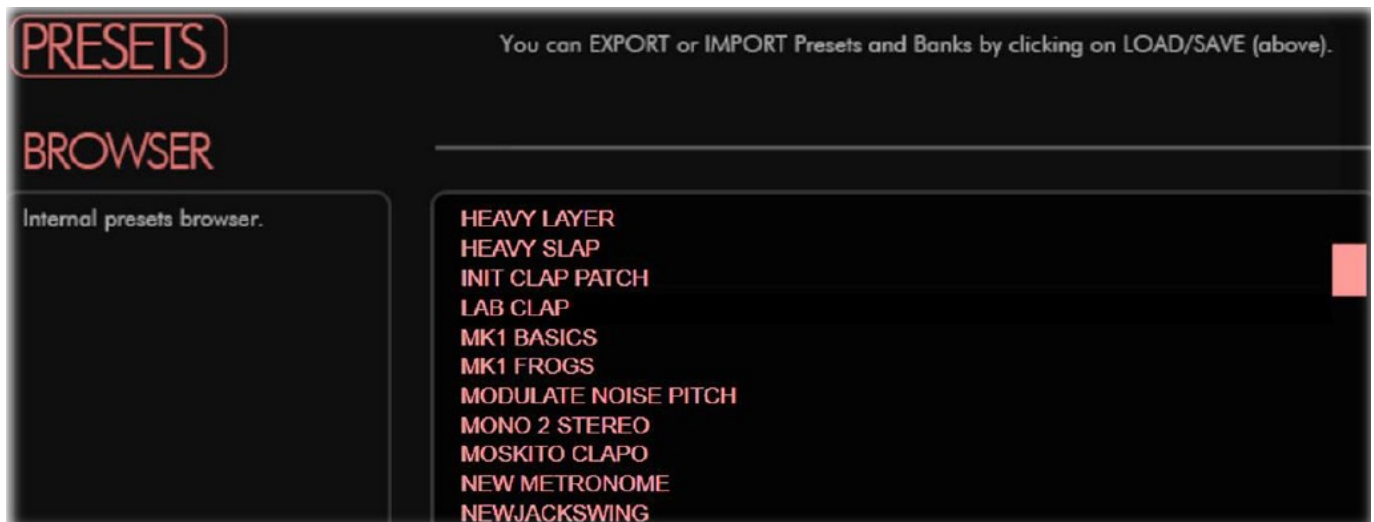 PRESETS
You can EXPORT or IMPORT Presets and Banks by clicking on LOAD/SAVE (above).
BROWSER
Internal presets browser.
HEAVY LAYER
HEAVY SLAP
INIT CLAP PATCH
LAB CLAP
MK1 BASICS
MK1 FROGS
MODULATE NOISE PITCH
MONO 2 STEREO
MOSKITO CLAPO
NEW METRONOME
NEWJACKSWING